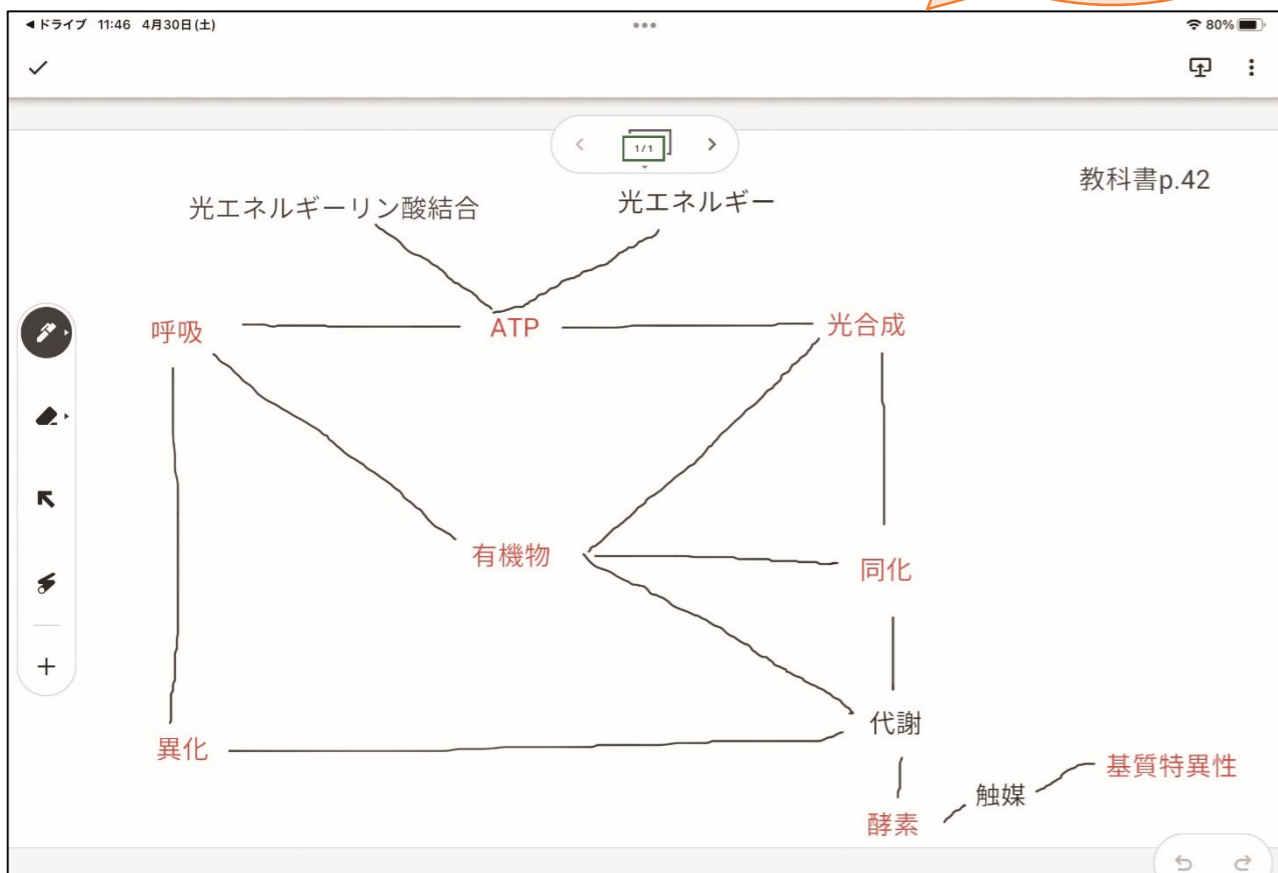 ドライブ 11:46 4月30日(土)
80%
1/1
教科書p.42
光エネルギーリン酸結合
光エネルギー
呼吸
ATP
光合成
有機物
同化
異化
代謝
基質特異性
触媒
酵素